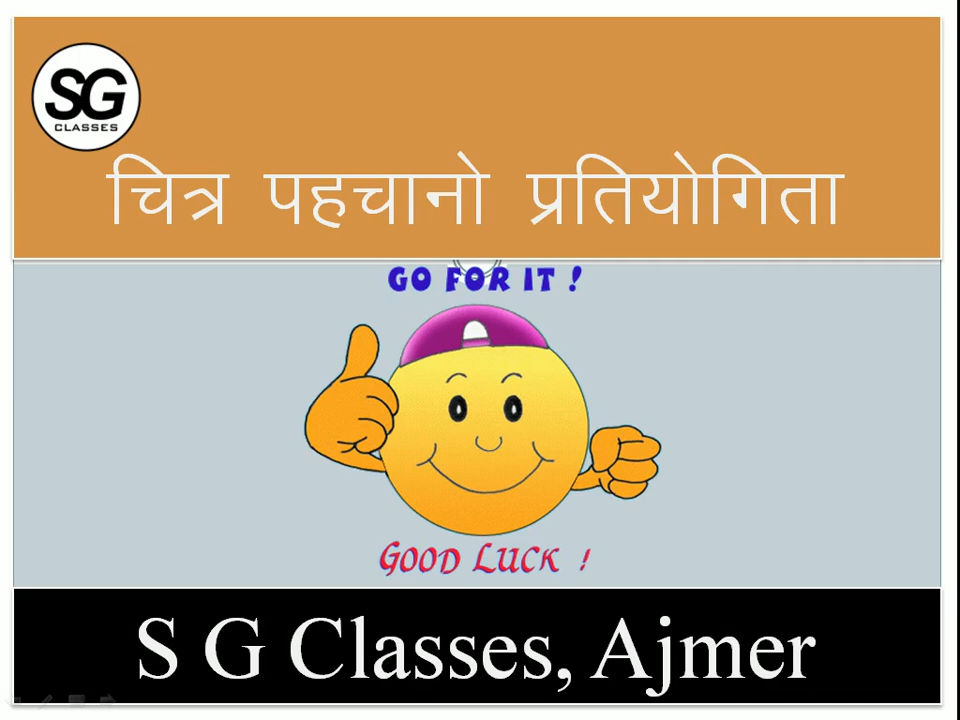 SG
CLASSES
चित्र पहचानो प्रतियोगिता
GO FOR IT !
GOOD LUCK !
S G Classes, Ajmer